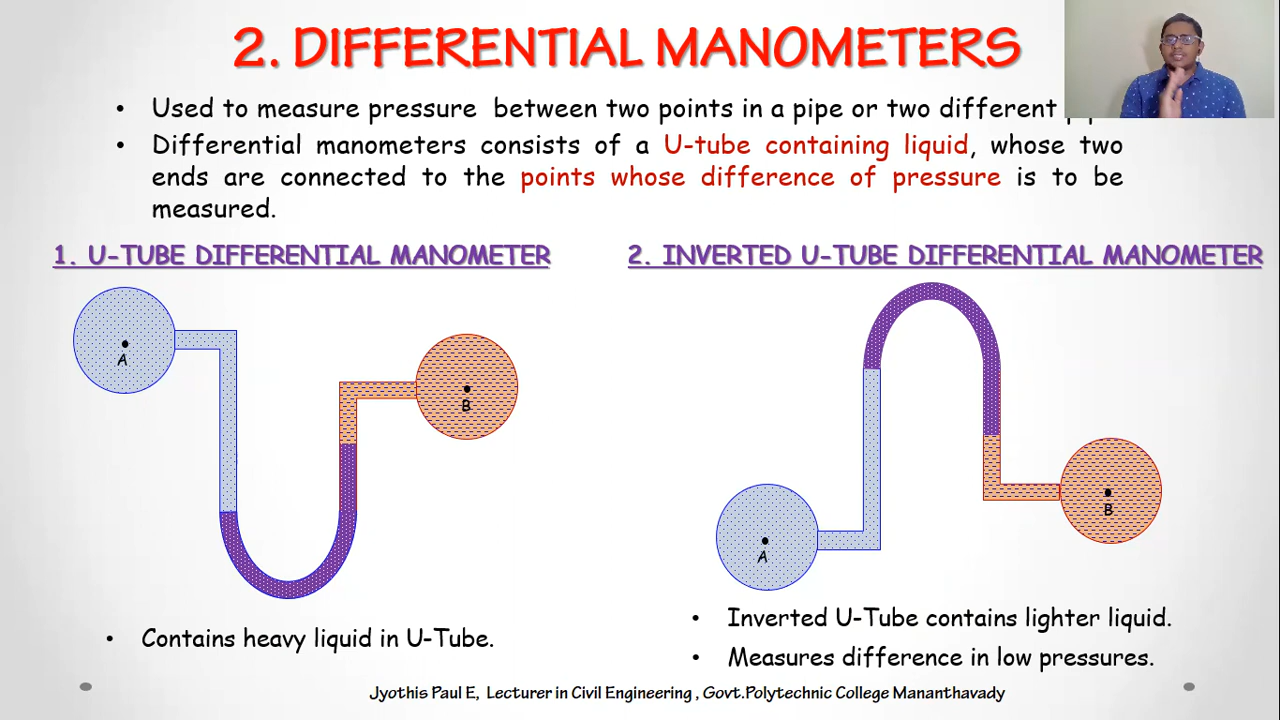 2. DIFFERENTIAL MANOMETERS
• Used to measure pressure between two points in a pipe or two different
• Differential manometers consists of a U-tube containing liquid, whose two
ends are connected to the points whose difference of pressure is to be
measured.
1. U-TUBE DIFFERENTIAL MANOMETER
A
B
• Contains heavy liquid in U-Tube.
2. INVERTED U-TUBE DIFFERENTIAL MANOMETER
A
B
• Inverted U-Tube contains lighter liquid.
• Measures difference in low pressures.
Jyothis Paul E, Lecturer in Civil Engineering , Govt.Polytechnic College Mananthavady